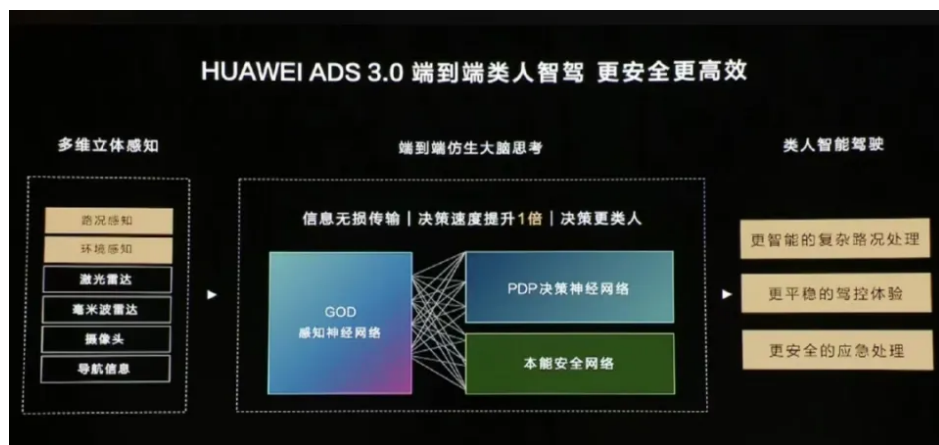 HUAWEI ADS 3.0 端到端类人智驾 更安全更高效
多维立体感知
路况感知
环境感知
激光雷达
毫米波雷达
摄像头
导航信息
端到端仿生大脑思考
信息无损传输 | 决策速度提升1倍 | 决策更类人
GOD
感知神经网络
PDP决策神经网络
本能安全网络
类人智能驾驶
更智能的复杂路况处理
更平稳的驾控体验
更安全的应急处理